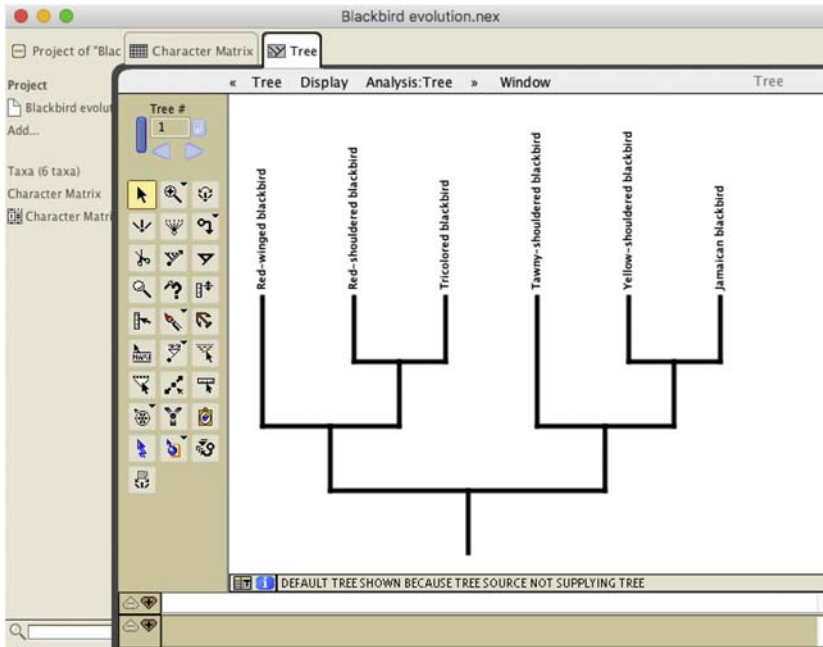 Blackbird evolution.nex
Project of "Blac
Character Matrix
Tree
« Tree Display Analysis:Tree » Window Tree
Project
Blackbird evolut
Add...
Taxa (6 taxa)
Character Matrix
Character Matri
Tree #
1
Red-winged blackbird
Red-shouldered blackbird
Tricolored blackbird
Tawny-shouldered blackbird
Yellow-shouldered blackbird
Jamaican blackbird
DEFAULT TREE SHOWN BECAUSE TREE SOURCE NOT SUPPLYING TREE